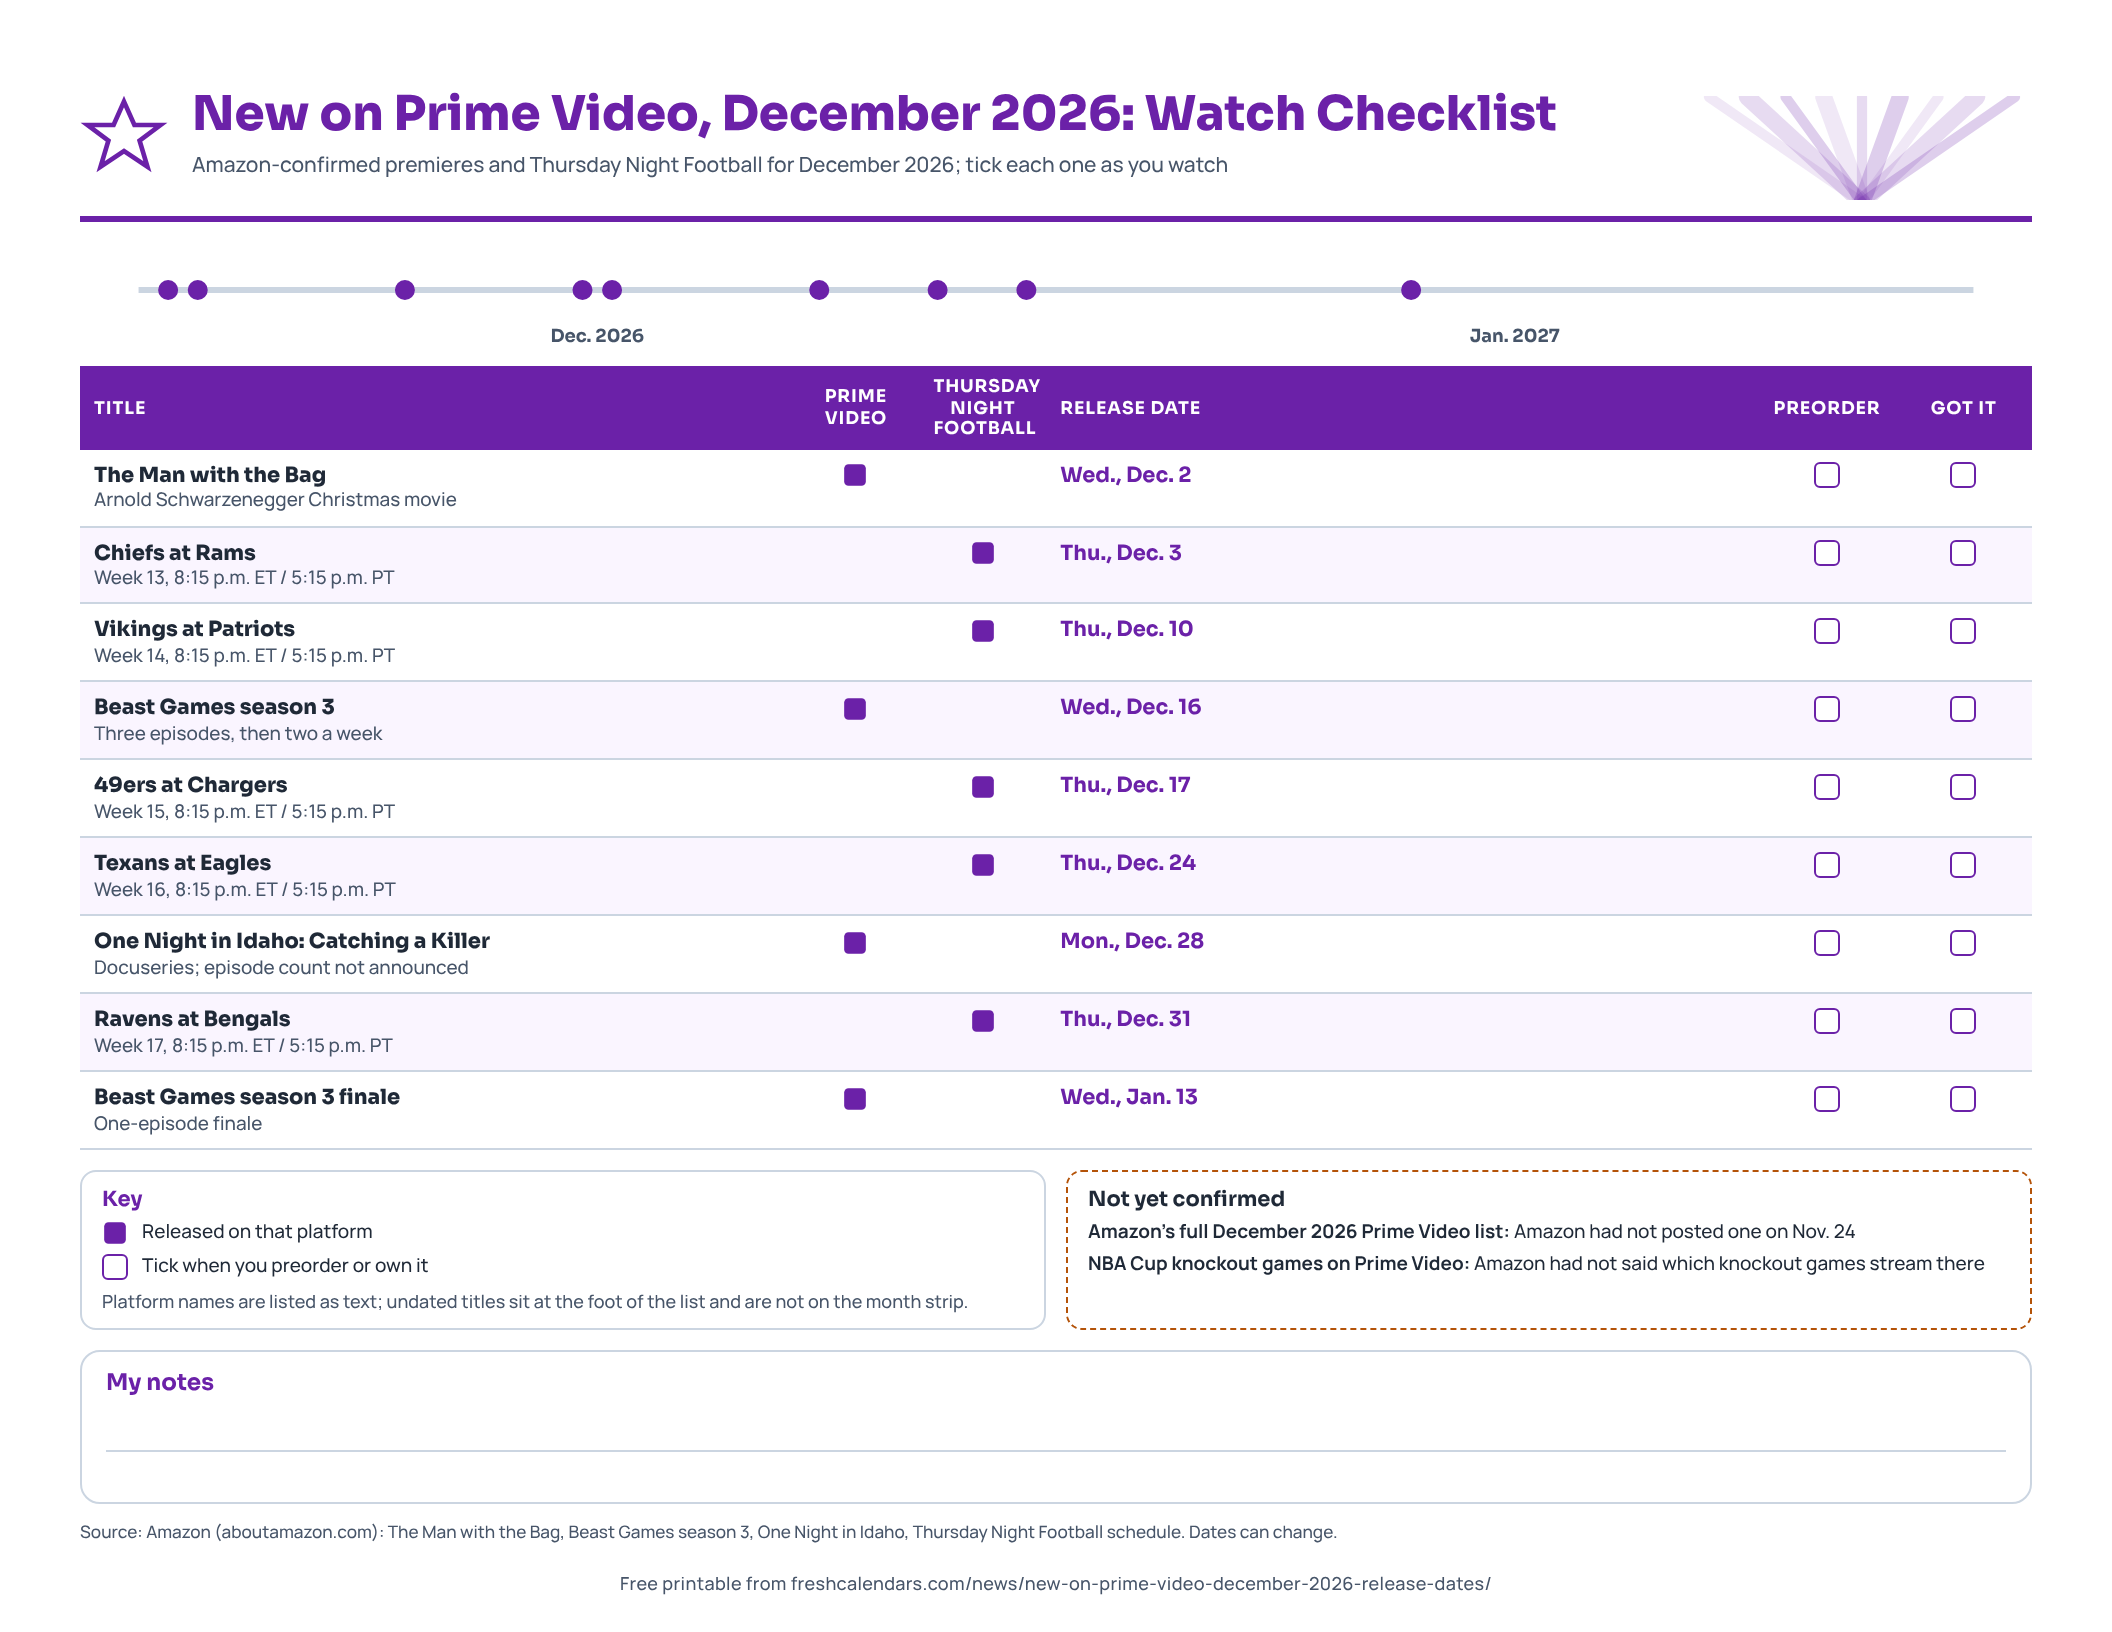 New on Prime Video, December 2026: Watch Checklist
Amazon-confirmed premieres and Thursday Night Football for December 2026; tick each one as you watch
Dec. 2026
Jan. 2027
TITLE
PRIME
VIDEO
THURSDAY
NIGHT
FOOTBALL
RELEASE DATE
PREORDER
GOT IT
The Man with the Bag
Wed., Dec. 2
Arnold Schwarzenegger Christmas movie
Chiefs at Rams
Thu., Dec. 3
Week 13, 8:15 p.m. ET / 5:15 p.m. PT
Vikings at Patriots
Thu., Dec. 10
Week 14, 8:15 p.m. ET / 5:15 p.m. PT
Beast Games season 3
Wed., Dec. 16
Three episodes, then two a week
49ers at Chargers
Thu., Dec. 17
Week 15, 8:15 p.m. ET / 5:15 p.m. PT
Texans at Eagles
Thu., Dec. 24
Week 16, 8:15 p.m. ET / 5:15 p.m. PT
One Night in Idaho: Catching a Killer
Mon., Dec. 28
Docuseries; episode count not announced
Ravens at Bengals
Thu., Dec. 31
Week 17, 8:15 p.m. ET / 5:15 p.m. PT
Beast Games season 3 finale
Wed., Jan. 13
One-episode finale
Key
Released on that platform
Tick when you preorder or own it
Platform names are listed as text; undated titles sit at the foot of the list and are not on the month strip.
Not yet confirmed
Amazon's full December 2026 Prime Video list: Amazon had not posted one on Nov. 24
NBA Cup knockout games on Prime Video: Amazon had not said which knockout games stream there
My notes
Source: Amazon (aboutamazon.com): The Man with the Bag, Beast Games season 3, One Night in Idaho, Thursday Night Football schedule. Dates can change.
Free printable from freshcalendars.com/news/new-on-prime-video-december-2026-release-dates/